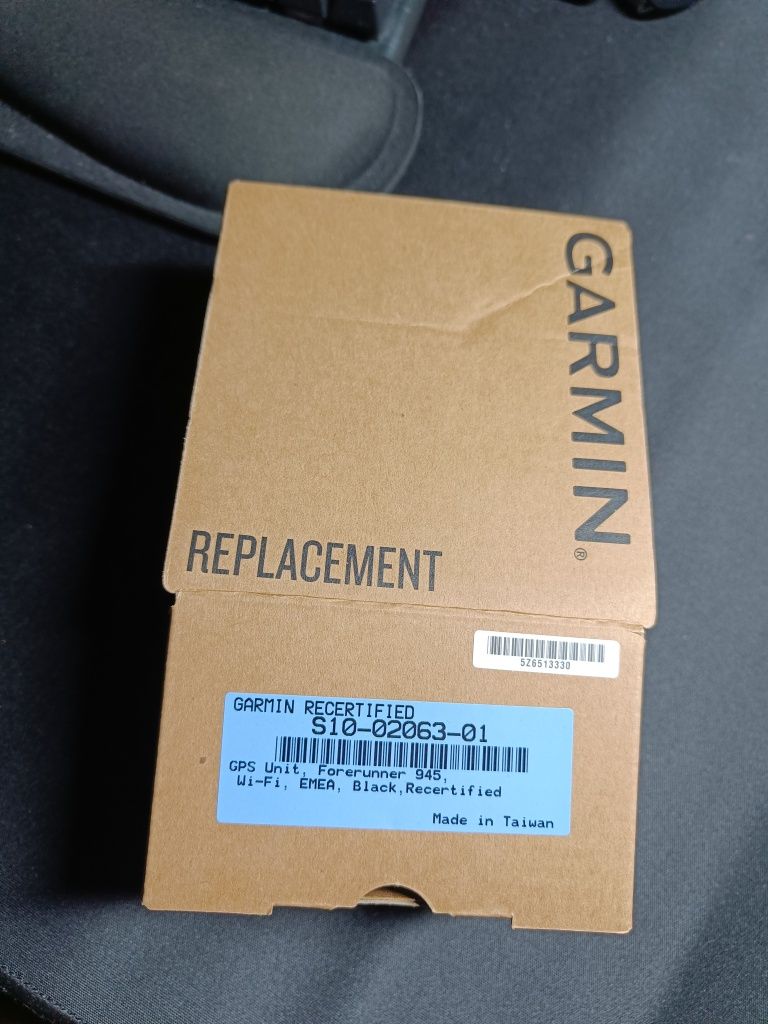 GARMIN®
REPLACEMENT
5Z6513330
GARMIN RECERTIFIED
S10-02063-01
GPS Unit, Forerunner 945,
Wi-Fi, EMEA, Black,Recertified
Made in Taiwan